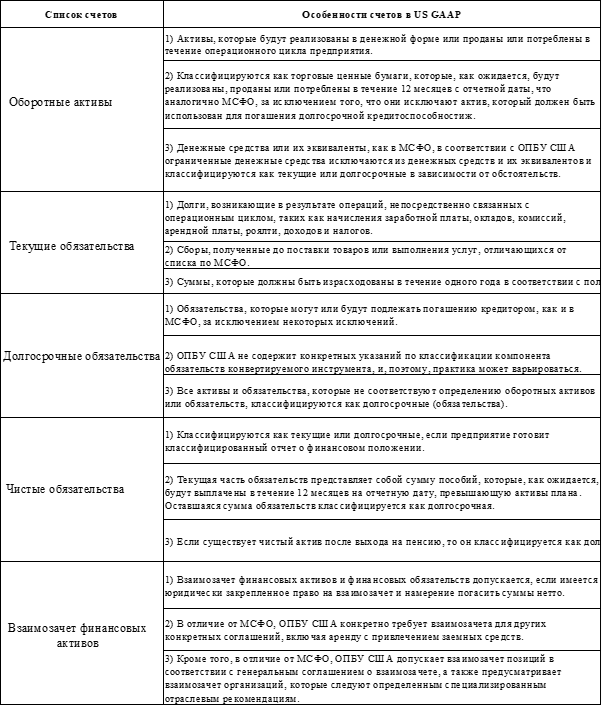 Список счетов
Особенности счетов в US GAAP
Оборотные активы
1) Активы, которые будут реализованы в денежной форме или проданы или потреблены в
течение операционного цикла предприятия.
2) Классифицируются как торговые ценные бумаги, которые, как ожидается, будут
реализованы, проданы или потреблены в течение 12 месяцев с отчетной даты, что
аналогично МСФО, за исключением того, что они исключают актив, который должен быть
использован для погашения долгосрочной кредитоспособностиж.
3) Денежные средства или их эквиваленты, как в МСФО, в соответствии с ОПБУ США
ограниченные денежные средства исключаются из денежных средств и их эквивалентов и
классифицируются как текущие или долгосрочные в зависимости от обстоятельств.
Текущие обязательства
1) Долги, возникающие в результате операций, непосредственно связанных с
операционным циклом, таких как начисления заработной платы, окладов, комиссий,
арендной платы, роялти, доходов и налогов.
2) Сборы, полученные до поставки товаров или выполнения услуг, отличающихся от
списка по МСФО.
3) Суммы, которые должны быть израсходованы в течение одного года в соответствии с пол
Долгосрочные обязательства
1) Обязательства, которые могут или будут подлежать погашению кредитором, как и в
МСФО, за исключением некоторых исключений.
2) ОПБУ США не содержит конкретных указаний по классификации компонента
обязательств конвертируемого инструмента, и, поэтому, практика может варьироваться.
3) Все активы и обязательства, которые не соответствуют определению оборотных активов
или обязательств, классифицируются как долгосрочные (обязательства).
Чистые обязательства
1) Классифицируются как текущие или долгосрочные, если предприятие готовит
классифицированный отчет о финансовом положении.
2) Текущая часть обязательств представляет собой сумму пособий, которые, как ожидается,
будут выплачены в течение 12 месяцев на отчетную дату, превышающую активы плана.
Оставшаяся сумма обязательств классифицируется как долгосрочная.
3) Если существует чистый актив после выхода на пенсию, то он классифицируется как дол
Взаимозачет финансовых
активов
1) Взаимозачет финансовых активов и финансовых обязательств допускается, если имеется
юридически закрепленное право на взаимозачет и намерение погасить суммы нетто.
2) В отличие от МСФО, ОПБУ США конкретно требует взаимозачета для других
конкретных соглашений, включая аренду с привлечением заемных средств.
3) Кроме того, в отличие от МСФО, ОПБУ США допускает взаимозачет позиций в
соответствии с генеральным соглашением о взаимозачете, а также предусматривает
взаимозачет организаций, которые следуют определенным специализированным
отраслевым рекомендациям.